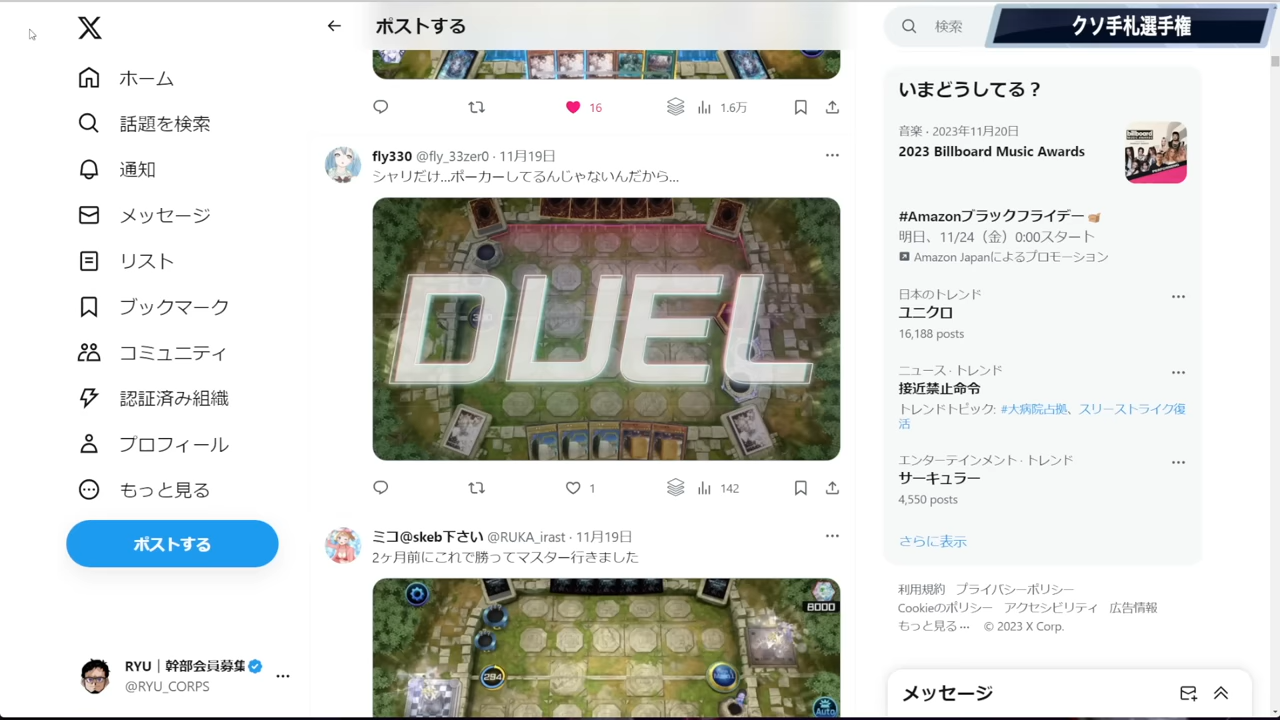 ポストする
検索
クソ手札選手権
ホーム
話題を検索
通知
メッセージ
リスト
ブックマーク
コミュニティ
認証済み組織
プロフィール
もっと見る
ポストする
RYU｜幹部会員募集
@RYU_CORPS
16
1.6万
fly330 @fly_33zer0 · 11月19日
シャリだけ...ポーカーしてるんじゃないんだから...
DUEL
1
142
ミコ@skeb下さい @RUKA_irast · 11月19日
2ヶ月前にこれで勝ってマスター行きました
8000
294
Main1
Auto
いまどうしてる？
音楽 · 2023年11月20日
2023 Billboard Music Awards
billboard
#Amazonブラックフライデー
明日、11/24（金）0:00スタート
Amazon Japanによるプロモーション
日本のトレンド
ユニクロ
16,188 posts
ニュース · トレンド
接近禁止命令
トレンドトピック: #大病院占拠、スリーストライク復
活
エンターテインメント · トレンド
サーキュラー
4,550 posts
さらに表示
利用規約 プライバシーポリシー
Cookieのポリシー アクセシビリティ 広告情報
もっと見る ··· © 2023 X Corp.
メッセージ